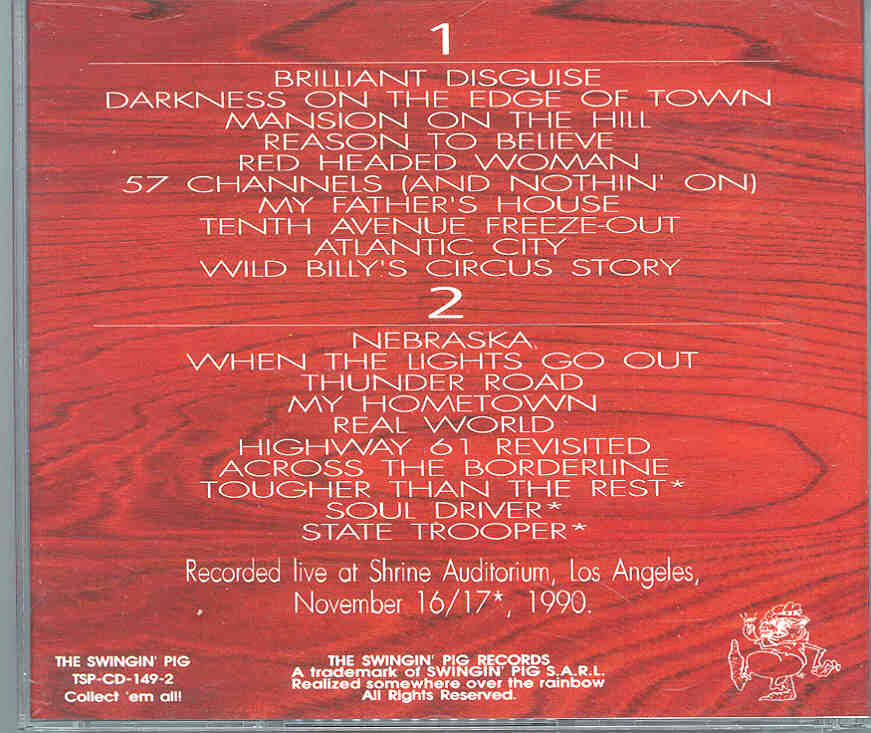 1
BRILLIANT DISGUISE
DARKNESS ON THE EDGE OF TOWN
MANSION ON THE HILL
REASON TO BELIEVE
RED HEADED WOMAN
57 CHANNELS (AND NOTHIN' ON)
MY FATHER'S HOUSE
TENTH AVENUE FREEZE-OUT
ATLANTIC CITY
WILD BILLY'S CIRCUS STORY
2
NEBRASKA
WHEN THE LIGHTS GO OUT
THUNDER ROAD
MY HOMETOWN
REAL WORLD
HIGHWAY 61 REVISITED
ACROSS THE BORDERLINE
TOUGHER THAN THE REST*
SOUL DRIVER*
STATE TROOPER*
Recorded live at Shrine Auditorium, Los Angeles,
November 16/17*, 1990.
THE SWINGIN' PIG
TSP-CD-149-2
Collect 'em all!
THE SWINGIN' PIG RECORDS
A trademark of SWINGIN' PIG S.A.R.L.
Realized somewhere over the rainbow
All Rights Reserved.